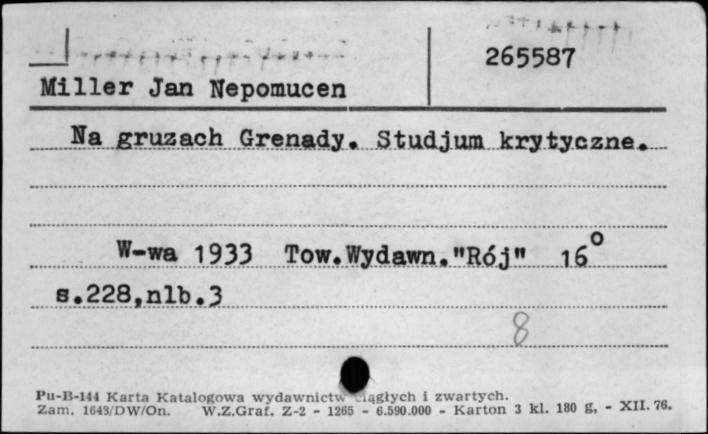 265587
Miller Jan Nepomucen
Na gruzach Grenady. Studjum krytyczne.
W-wa 1933 Tow.Wydawn."Rój" 16°
s.228,nlb.3
8
Pu-B-144 Karta Katalogowa wydawnictw ciągłych i zwartych.
Zam. 1643/DW/On. W.Z.Graf. Z-2 - 1265 - 6.590.000 - Karton 3 kl. 180 g, - XII. 76.